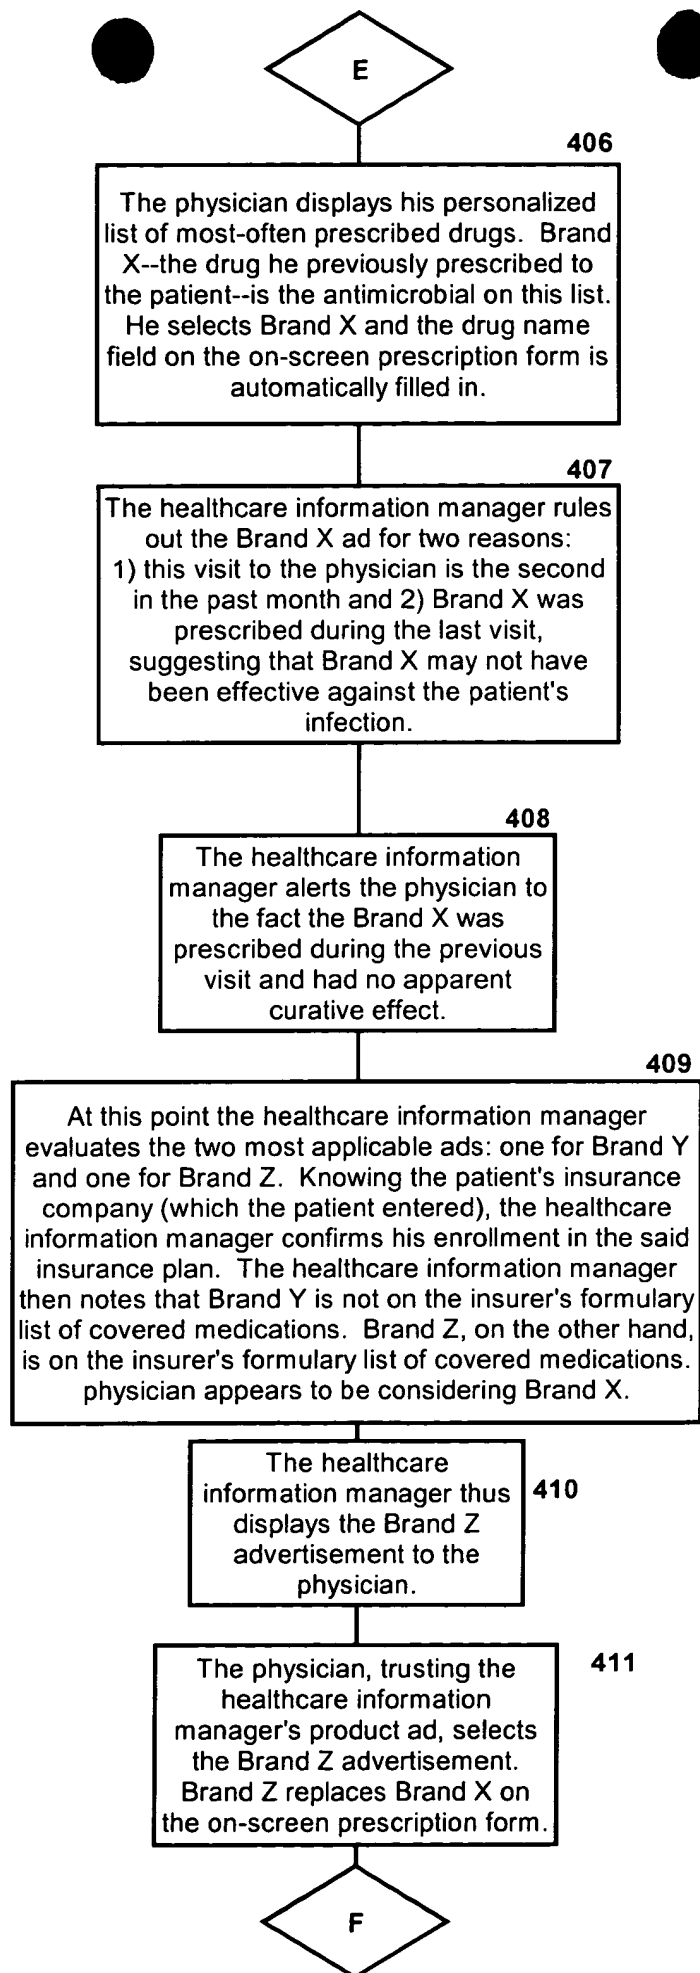 E
406
The physician displays his personalized
list of most-often prescribed drugs. Brand
X--the drug he previously prescribed to
the patient--is the antimicrobial on this list.
He selects Brand X and the drug name
field on the on-screen prescription form is
automatically filled in.
407
The healthcare information manager rules
out the Brand X ad for two reasons:
1) this visit to the physician is the second
in the past month and 2) Brand X was
prescribed during the last visit,
suggesting that Brand X may not have
been effective against the patient's
infection.
408
The healthcare information
manager alerts the physician to
the fact the Brand X was
prescribed during the previous
visit and had no apparent
curative effect.
409
At this point the healthcare information manager
evaluates the two most applicable ads: one for Brand Y
and one for Brand Z. Knowing the patient's insurance
company (which the patient entered), the healthcare
information manager confirms his enrollment in the said
insurance plan. The healthcare information manager
then notes that Brand Y is not on the insurer's formulary
list of covered medications. Brand Z, on the other hand,
is on the insurer's formulary list of covered medications.
physician appears to be considering Brand X.
The healthcare
information manager thus
displays the Brand Z
advertisement to the
physician.
410
411
The physician, trusting the
healthcare information
manager's product ad, selects
the Brand Z advertisement.
Brand Z replaces Brand X on
the on-screen prescription form.
F